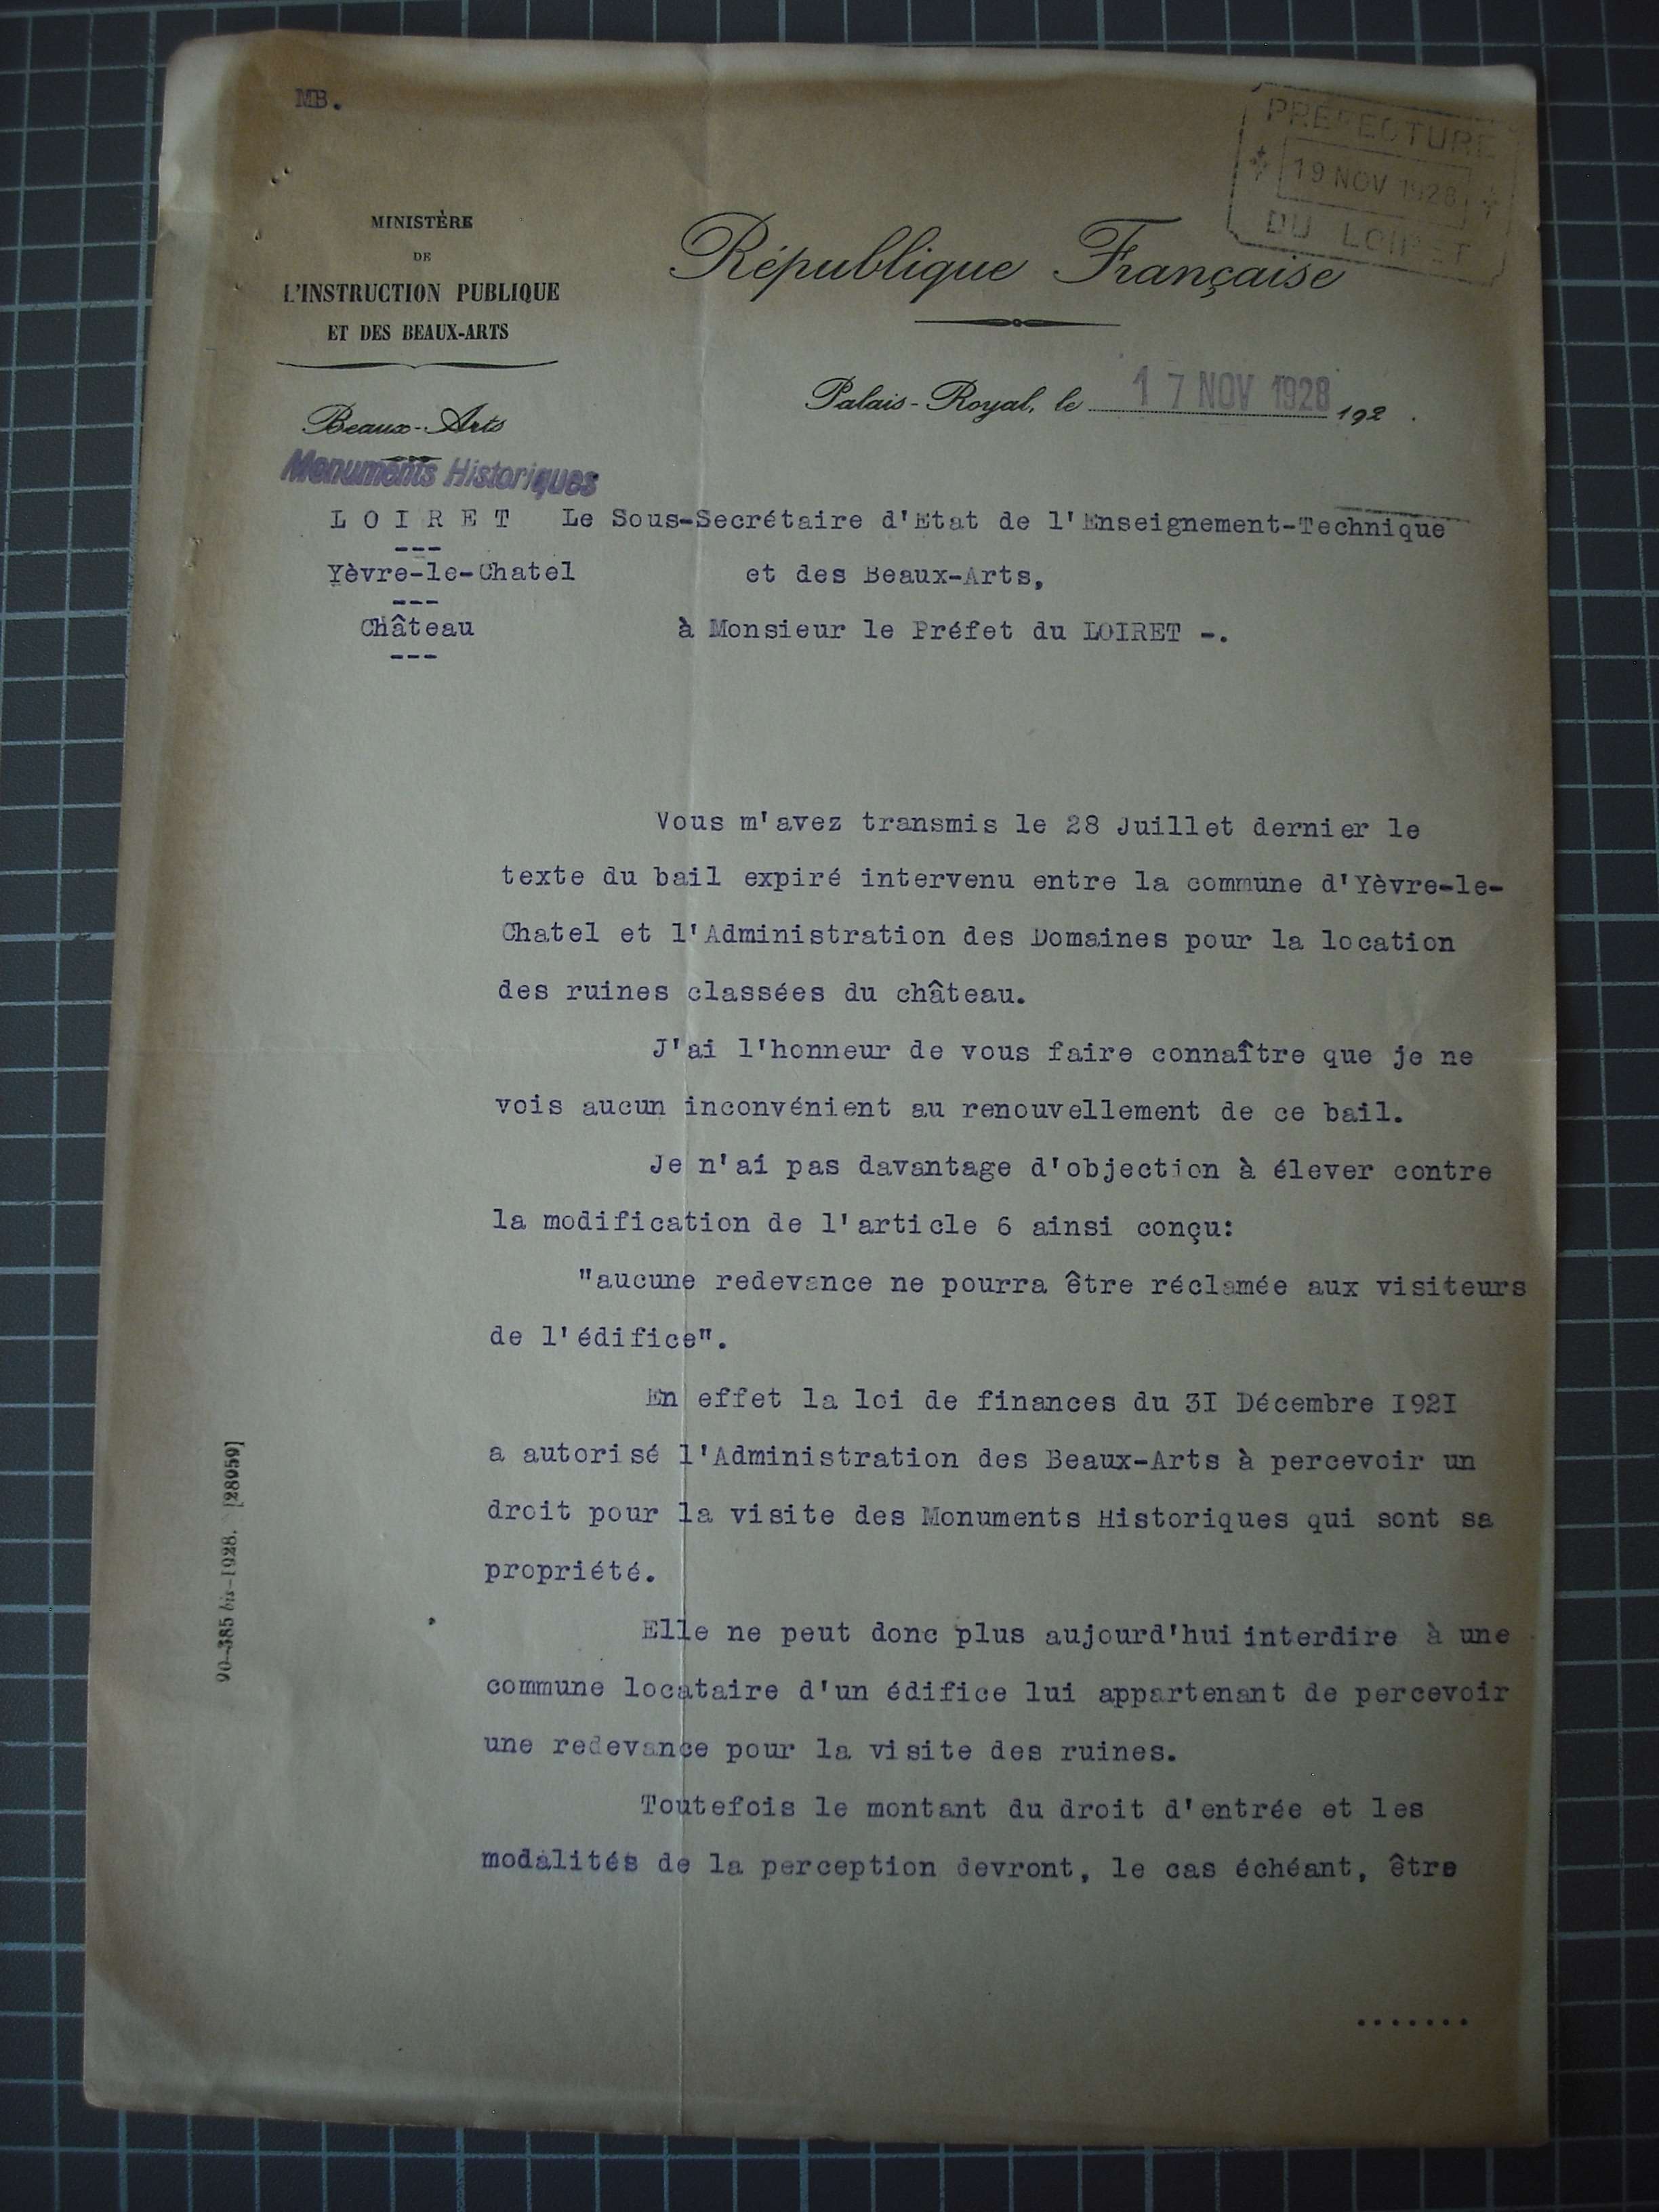 MB.
PRÉFECTURE
19 NOV 1928
DU LOIRET
MINISTÈRE
DE
L'INSTRUCTION PUBLIQUE
ET DES BEAUX-ARTS
République Française
Palais-Royal, le 17 NOV 1928 192 .
Beaux-Arts
Monuments Historiques
LOIRET Le Sous-Secrétaire d'Etat de l'Enseignement-Technique
---
Yèvre-le-Chatel et des Beaux-Arts,
---
Château à Monsieur le Préfet du LOIRET -.
---
Vous m'avez transmis le 28 Juillet dernier le
texte du bail expiré intervenu entre la commune d'Yèvre-le-
Chatel et l'Administration des Domaines pour la location
des ruines classées du château.
J'ai l'honneur de vous faire connaître que je ne
vois aucun inconvénient au renouvellement de ce bail.
Je n'ai pas davantage d'objection à élever contre
la modification de l'article 6 ainsi conçu:
"aucune redevance ne pourra être réclamée aux visiteurs
de l'édifice".
En effet la loi de finances du 3I Décembre I92I
a autorisé l'Administration des Beaux-Arts à percevoir un
droit pour la visite des Monuments Historiques qui sont sa
propriété.
Elle ne peut donc plus aujourd'hui interdire à une
commune locataire d'un édifice lui appartenant de percevoir
une redevance pour la visite des ruines.
Toutefois le montant du droit d'entrée et les
modalités de la perception devront, le cas échéant, être
.......
90-385 bis-1928. [28959]